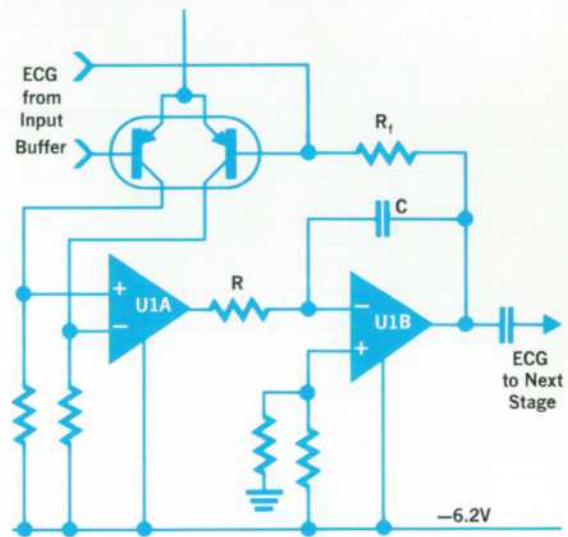 ECG
from
Input
Buffer
Rf
C
R
+
−
U1A
−
+
U1B
ECG
to Next
Stage
—6.2V